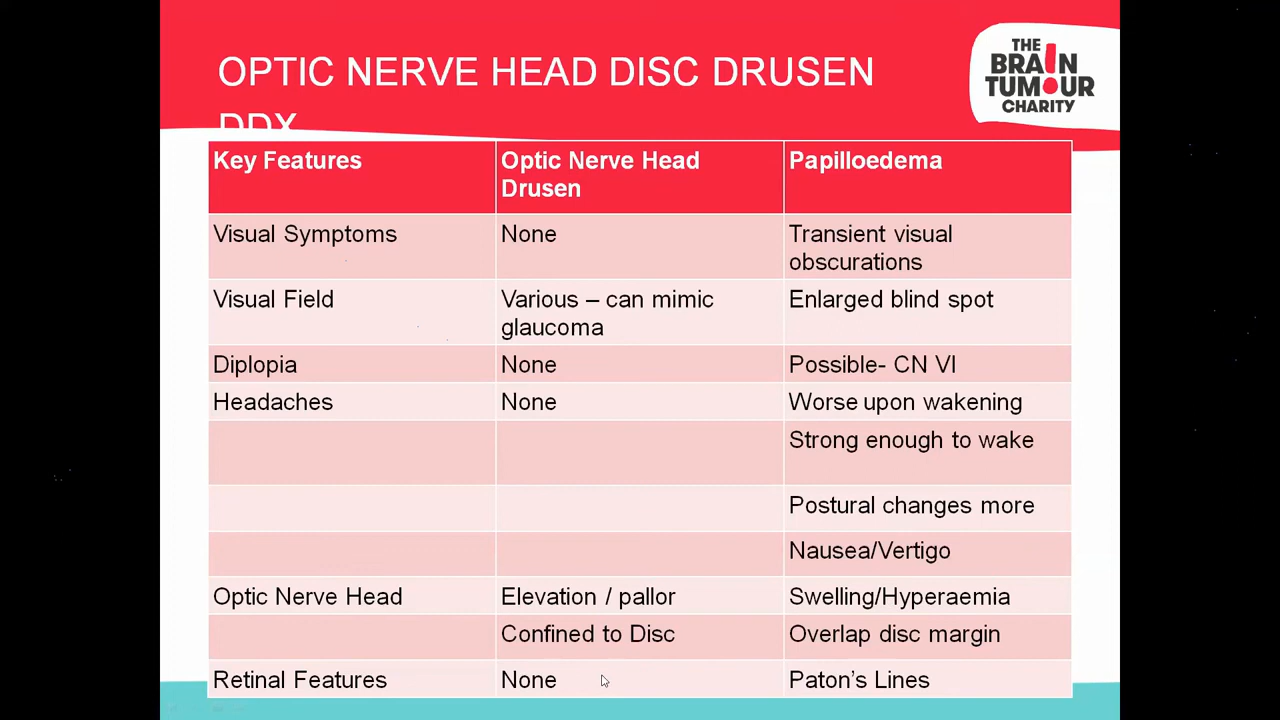 OPTIC NERVE HEAD DISC DRUSEN
DDX
THE
BRAIN
TUMOUR
CHARITY
Key Features
Optic Nerve Head
Drusen
Papilloedema
Visual Symptoms
None
Transient visual
obscurations
Visual Field
Various – can mimic
glaucoma
Enlarged blind spot
Diplopia
None
Possible- CN VI
Headaches
None
Worse upon wakening
Strong enough to wake
Postural changes more
Nausea/Vertigo
Optic Nerve Head
Elevation / pallor
Swelling/Hyperaemia
Confined to Disc
Overlap disc margin
Retinal Features
None
Paton's Lines